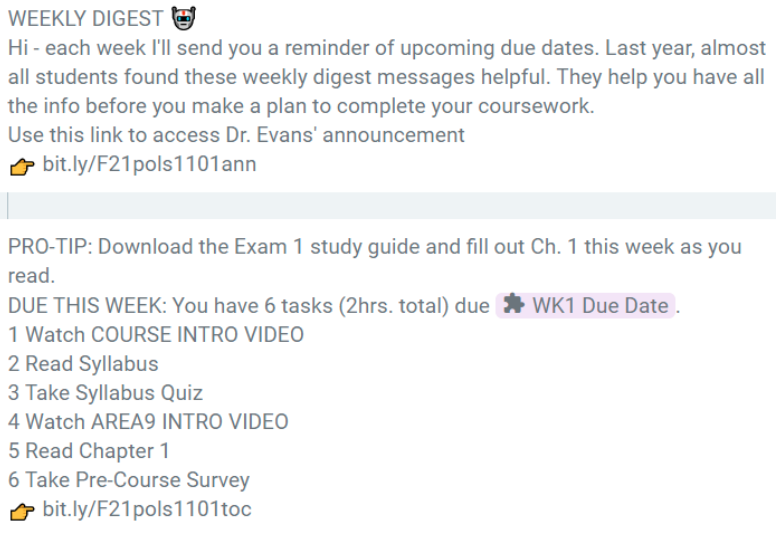 WEEKLY DIGEST 🤖
Hi - each week I'll send you a reminder of upcoming due dates. Last year, almost
all students found these weekly digest messages helpful. They help you have all
the info before you make a plan to complete your coursework.
Use this link to access Dr. Evans' announcement
👉 bit.ly/F21pols1101ann
PRO-TIP: Download the Exam 1 study guide and fill out Ch. 1 this week as you
read.
DUE THIS WEEK: You have 6 tasks (2hrs. total) due WK1 Due Date.
1 Watch COURSE INTRO VIDEO
2 Read Syllabus
3 Take Syllabus Quiz
4 Watch AREA9 INTRO VIDEO
5 Read Chapter 1
6 Take Pre-Course Survey
👉 bit.ly/F21pols1101toc